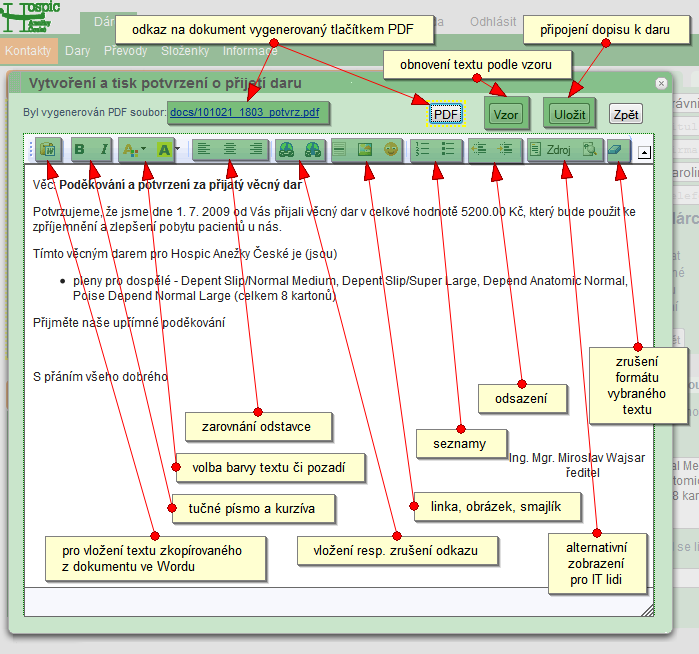 Hospic
Anežky
České
odkaz na dokument vygenerovaný tlačítkem PDF
Odhlásit
připojení dopisu k daru
Kontakty Dary Převody Složenky Informace
obnovení textu podle vzoru
Vytvoření a tisk potvrzení o přijetí daru
Byl vygenerován PDF soubor: docs/101021_1803_potvrz.pdf
PDF Vzor Uložit Zpět
B I A A Zdroj
Věc: Poděkování a potvrzení za přijatý věcný dar
Potvrzujeme, že jsme dne 1. 7. 2009 od Vás přijali věcný dar v celkové hodnotě 5200.00 Kč, který bude použit ke
zpříjemnění a zlepšení pobytu pacientů u nás.
Tímto věcným darem pro Hospic Anežky České je (jsou)
• pleny pro dospělé - Depent Slip/Normal Medium, Depent Slip/Super Large, Depend Anatomic Normal,
Poise Depend Normal Large (celkem 8 kartonů)
Přijměte naše upřímné poděkování
S přáním všeho dobrého
zrušení
formátu
vybraného
textu
odsazení
zarovnání odstavce
seznamy
Ing. Mgr. Miroslav Wajsar
ředitel
volba barvy textu či pozadí
tučné písmo a kurzíva
linka, obrázek, smajlík
pro vložení textu zkopírovaného
z dokumentu ve Wordu
vložení resp. zrušení odkazu
alternativní
zobrazení
pro IT lidi